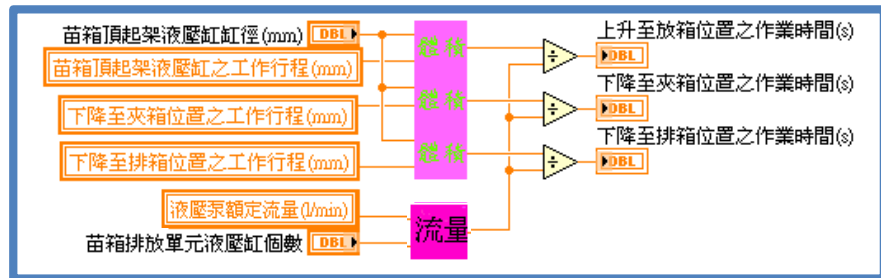 苗箱頂起架液壓缸缸徑(mm)
DBL
體積
上升至放箱位置之作業時間(s)
苗箱頂起架液壓缸之工作行程(mm)
÷
DBL
下降至夾箱位置之作業時間(s)
下降至夾箱位置之工作行程(mm)
體積
÷
DBL
下降至排箱位置之作業時間(s)
下降至排箱位置之工作行程(mm)
體積
÷
DBL
液壓泵額定流量(l/min)
流量
苗箱排放單元液壓缸個數
DBL